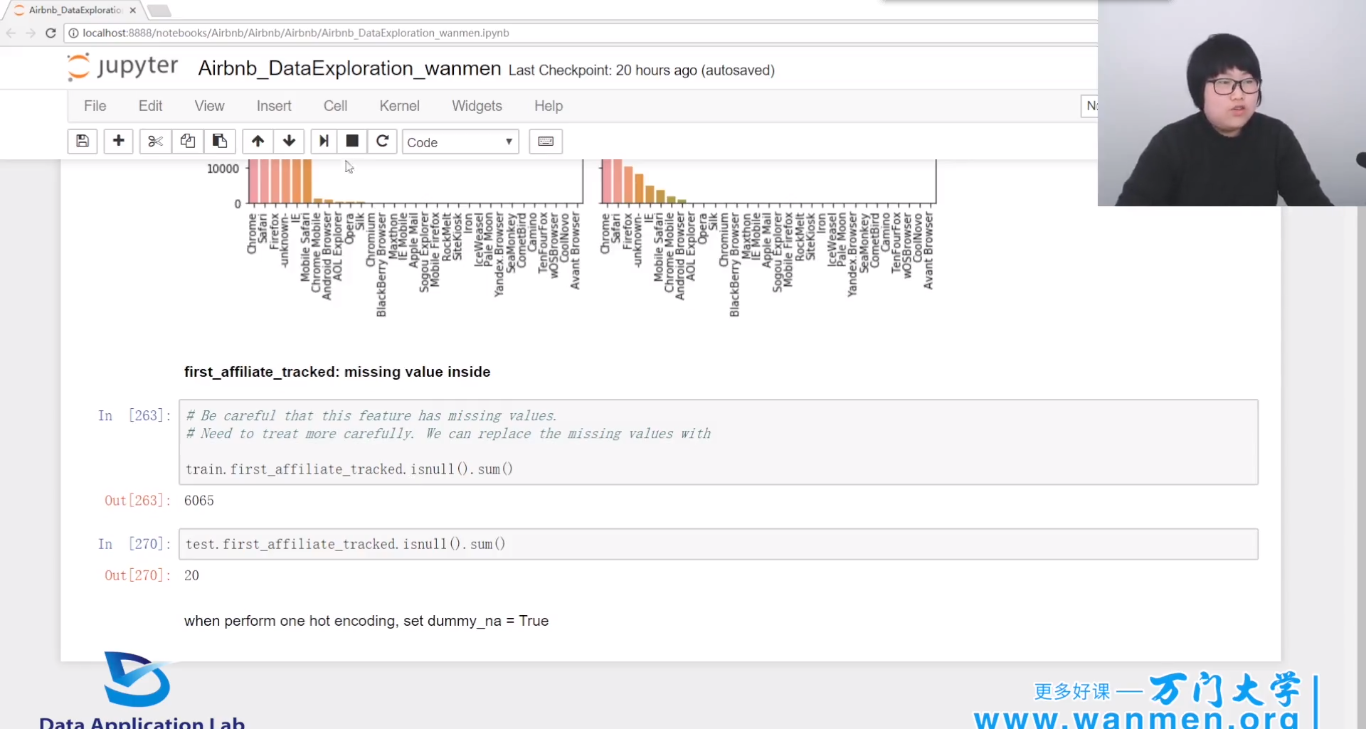 Airbnb_DataExploratio
localhost:8888/notebooks/Airbnb/Airbnb/Airbnb/Airbnb_DataExploration_wanmen.ipynb
jupyter Airbnb_DataExploration_wanmen Last Checkpoint: 20 hours ago (autosaved)
File Edit View Insert Cell Kernel Widgets Help
Code
10000
0
Chrome
Safari
Firefox
-unknown-
IE
Mobile Safari
Chrome Mobile
Android Browser
AOL Explorer
Opera
Silk
Chromium
BlackBerry Browser
Maxthon
IE Mobile
Apple Mail
Sogou Explorer
Mobile Firefox
RockMelt
SiteKiosk
Iron
IceWeasel
Pale Moon
Yandex.Browser
SeaMonkey
CometBird
Camino
TenFourFox
wOSBrowser
CoolNovo
Avant Browser
Chrome
Safari
Firefox
-unknown-
IE
Mobile Safari
Chrome Mobile
Android Browser
AOL Explorer
Opera
Silk
Chromium
BlackBerry Browser
Maxthon
IE Mobile
Apple Mail
Sogou Explorer
Mobile Firefox
RockMelt
SiteKiosk
Iron
IceWeasel
Pale Moon
Yandex.Browser
SeaMonkey
CometBird
Camino
TenFourFox
wOSBrowser
CoolNovo
Avant Browser
first_affiliate_tracked: missing value inside
In [263]:
# Be careful that this feature has missing values.
# Need to treat more carefully. We can replace the missing values with
train.first_affiliate_tracked.isnull().sum()
Out[263]: 6065
In [270]: test.first_affiliate_tracked.isnull().sum()
Out[270]: 20
when perform one hot encoding, set dummy_na = True
Data Application Lab
更多好课 — 万门大学
www.wanmen.org